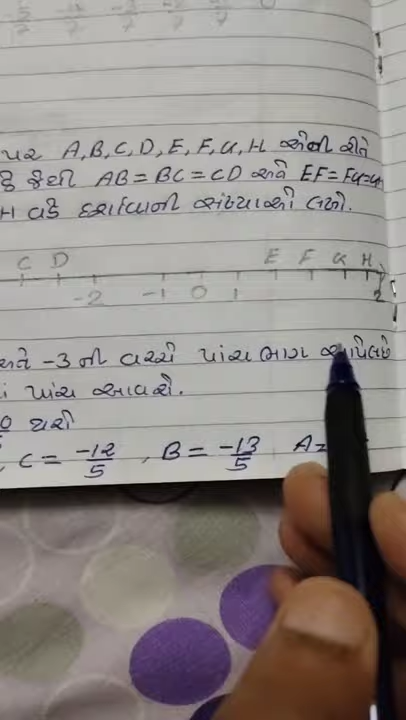 પર A, B, C, D, E, F, G, H એવી રીતે
છે જેથી AB = BC = CD અને EF = FG = GH
H વડે દર્શાવાતી સંખ્યાઓ લખો.
C D E F G H
-2 -1 0 1 2
અને -3 ની વચ્ચે પાંચ ભાગ
પાંચ આવશે.
થશે
, C = -12/5 , B = -13/5 A =